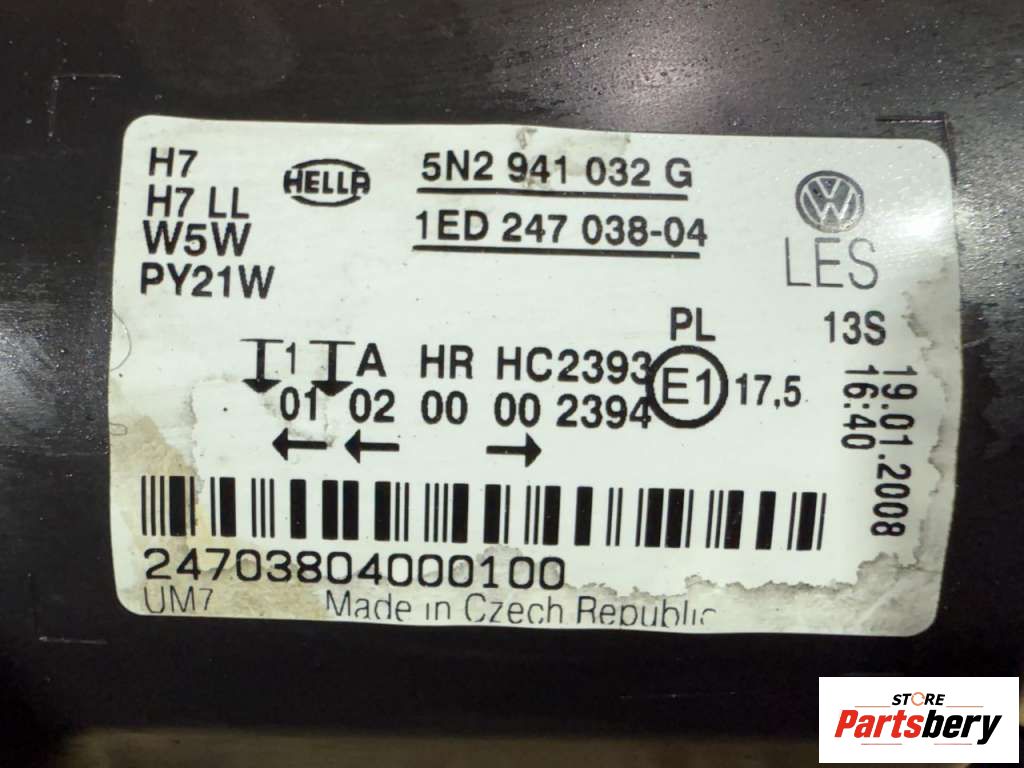 H7
H7 LL
W5W
PY21W
HELLA
5N2 941 032 G
1ED 247 038-04
LES
13S
19.01.2008
16:40
PL
1 A HR HC 2393
01 02 00 00 2394
E1 17,5
24703804000100
UM7 Made in Czech Republic
STORE
Partsbery